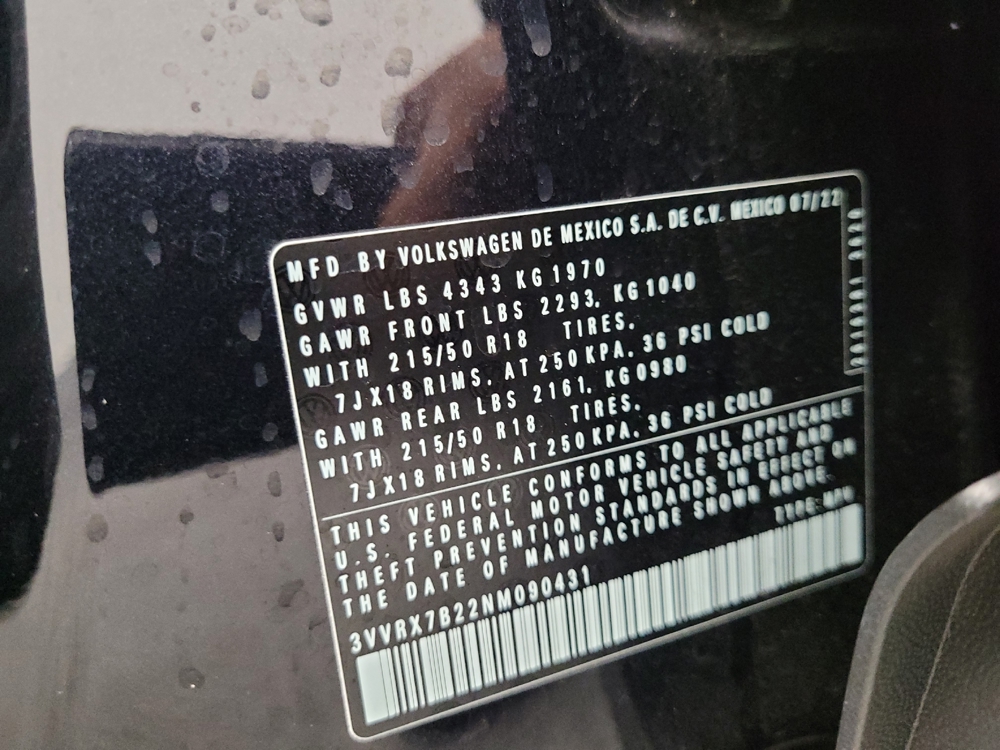 MFD BY VOLKSWAGEN DE MEXICO S.A. DE C.V. MEXICO 07/22
GVWR LBS 4343 KG 1970
GAWR FRONT LBS 2293. KG 1040
WITH 215/50 R18 TIRES.
7JX18 RIMS. AT 250 KPA. 36 PSI COLD
GAWR REAR LBS 2161. KG 0980
WITH 215/50 R18 TIRES.
7JX18 RIMS. AT 250 KPA. 36 PSI COLD
THIS VEHICLE CONFORMS TO ALL APPLICABLE
U.S. FEDERAL MOTOR VEHICLE SAFETY AND
THEFT PREVENTION STANDARDS IN EFFECT ON
THE DATE OF MANUFACTURE SHOWN ABOVE.
TYPE: MPV
3VVRX7B22NM090431